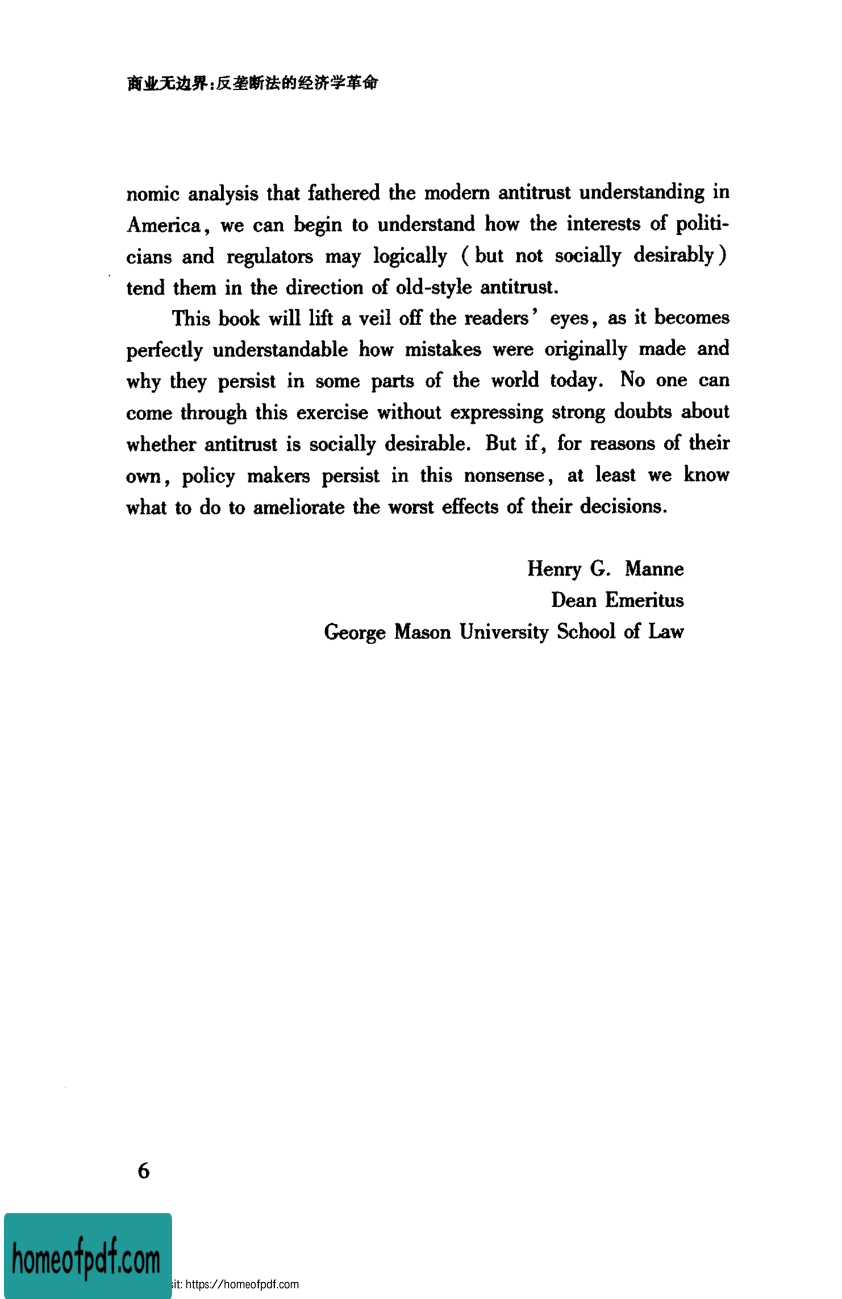 商业无边界:反垄断法的经济学革命
nomic analysis that fathered the modern antitrust understanding in
America, we can begin to understand how the interests of politi-
cians and regulators may logically (but not socially desirably)
tend them in the direction of old-style antitrust.
This book will lift a veil off the readers' eyes, as it becomes
perfectly understandable how mistakes were originally made and
why they persist in some parts of the world today. No one can
come through this exercise without expressing strong doubts about
whether antitrust is socially desirable. But if, for reasons of their
own, policy makers persist in this nonsense, at least we know
what to do to ameliorate the worst effects of their decisions.
Henry G. Manne
Dean Emeritus
George Mason University School of Law
6
homeofpdf.com
sit: https://homeofpdf.com